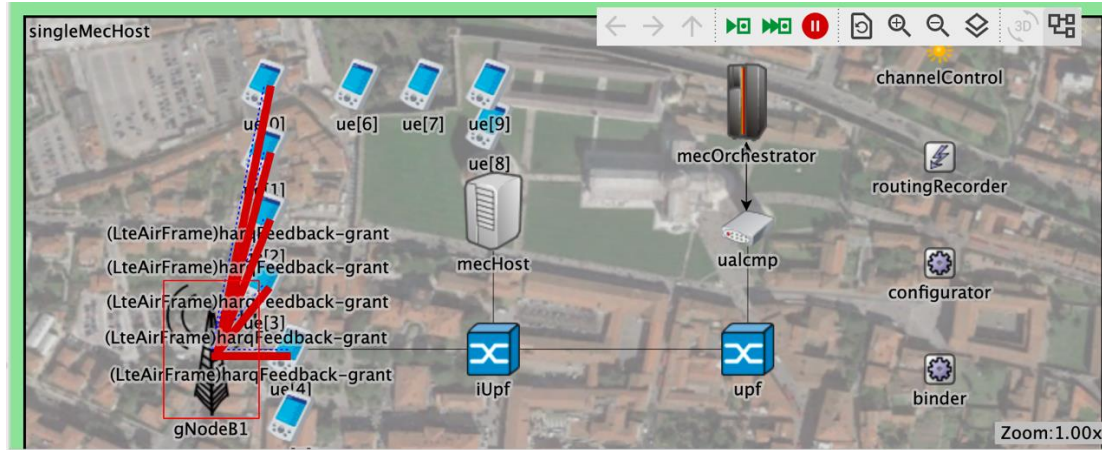 singleMecHost
3D
channelControl
ue[0]
ue[6]
ue[7]
ue[9]
mecOrchestrator
ue[8]
routingRecorder
(LteAirFrame)harqFeedback-grant
mecHost
ualcmp
(LteAirFrame)harqFeedback-grant
configurator
(LteAirFrame)harqFeedback-grant
ue[3]
(LteAirFrame)harqFeedback-grant
(LteAirFrame)harqFeedback-grant
ue[4]
iUpf
upf
binder
gNodeB1
Zoom:1.00x